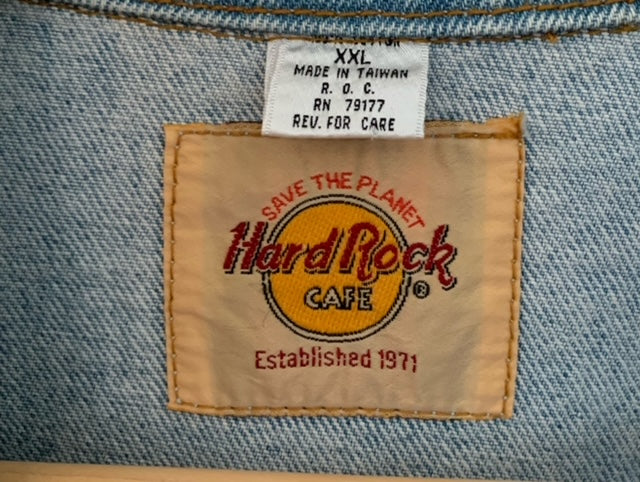 XXL
MADE IN TAIWAN
R. O. C.
RN 79177
REV. FOR CARE
SAVE THE PLANET
Hard Rock
CAFE ®
Established 1971